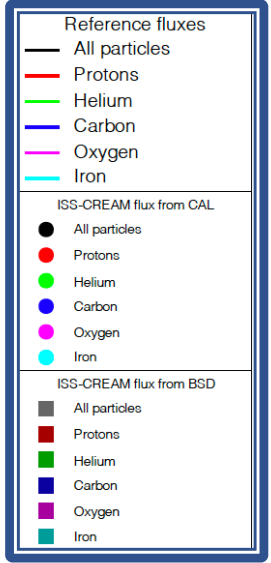 Reference fluxes
All particles
Protons
Helium
Carbon
Oxygen
Iron
ISS-CREAM flux from CAL
All particles
Protons
Helium
Carbon
Oxygen
Iron
ISS-CREAM flux from BSD
All particles
Protons
Helium
Carbon
Oxygen
Iron